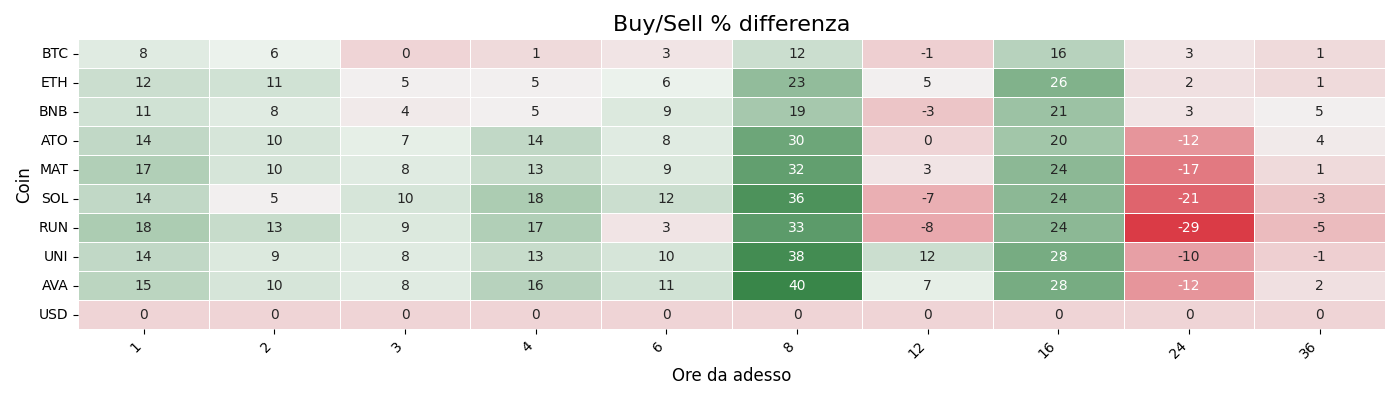 Buy/Sell % differenza
Coin
BTC 8 6 0 1 3 12 -1 16 3 1
ETH 12 11 5 5 6 23 5 26 2 1
BNB 11 8 4 5 9 19 -3 21 3 5
ATO 14 10 7 14 8 30 0 20 -12 4
MAT 17 10 8 13 9 32 3 24 -17 1
SOL 14 5 10 18 12 36 -7 24 -21 -3
RUN 18 13 9 17 3 33 -8 24 -29 -5
UNI 14 9 8 13 10 38 12 28 -10 -1
AVA 15 10 8 16 11 40 7 28 -12 2
USD 0 0 0 0 0 0 0 0 0 0
1 2 3 4 6 8 12 16 24 36
Ore da adesso